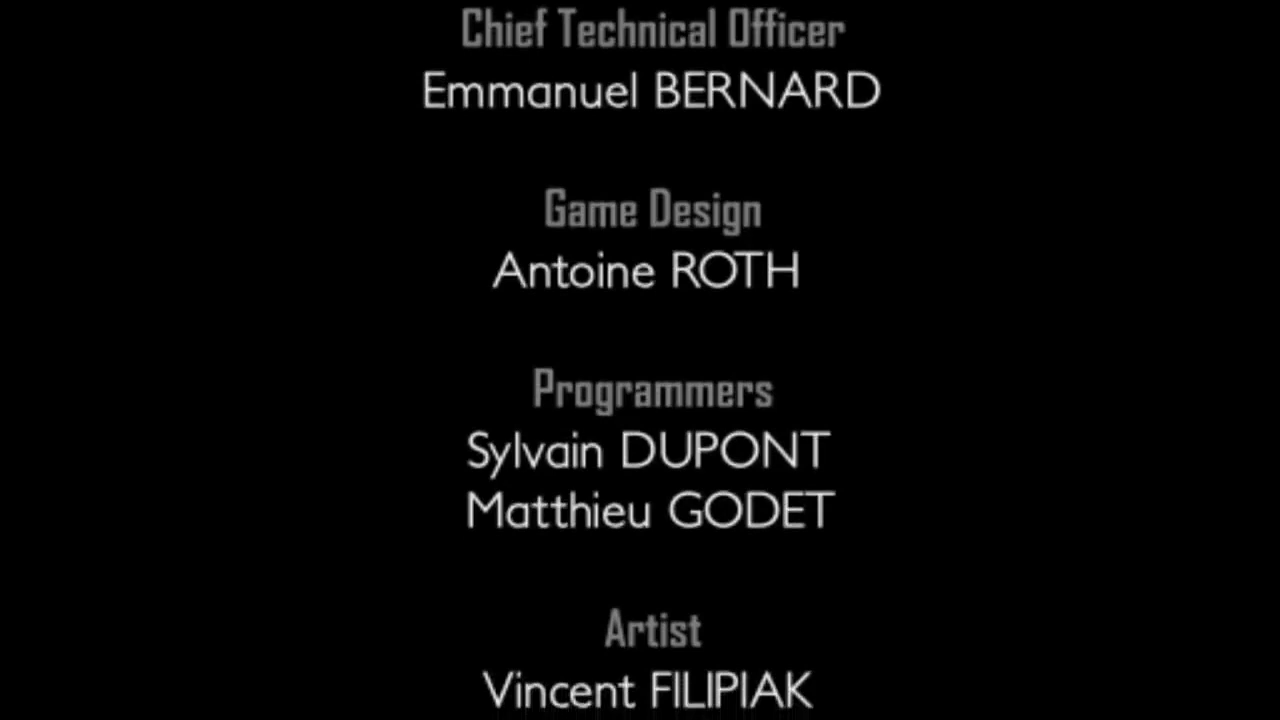 Chief Technical Officer
Emmanuel BERNARD
Game Design
Antoine ROTH
Programmers
Sylvain DUPONT
Matthieu GODET
Artist
Vincent FILIPIAK